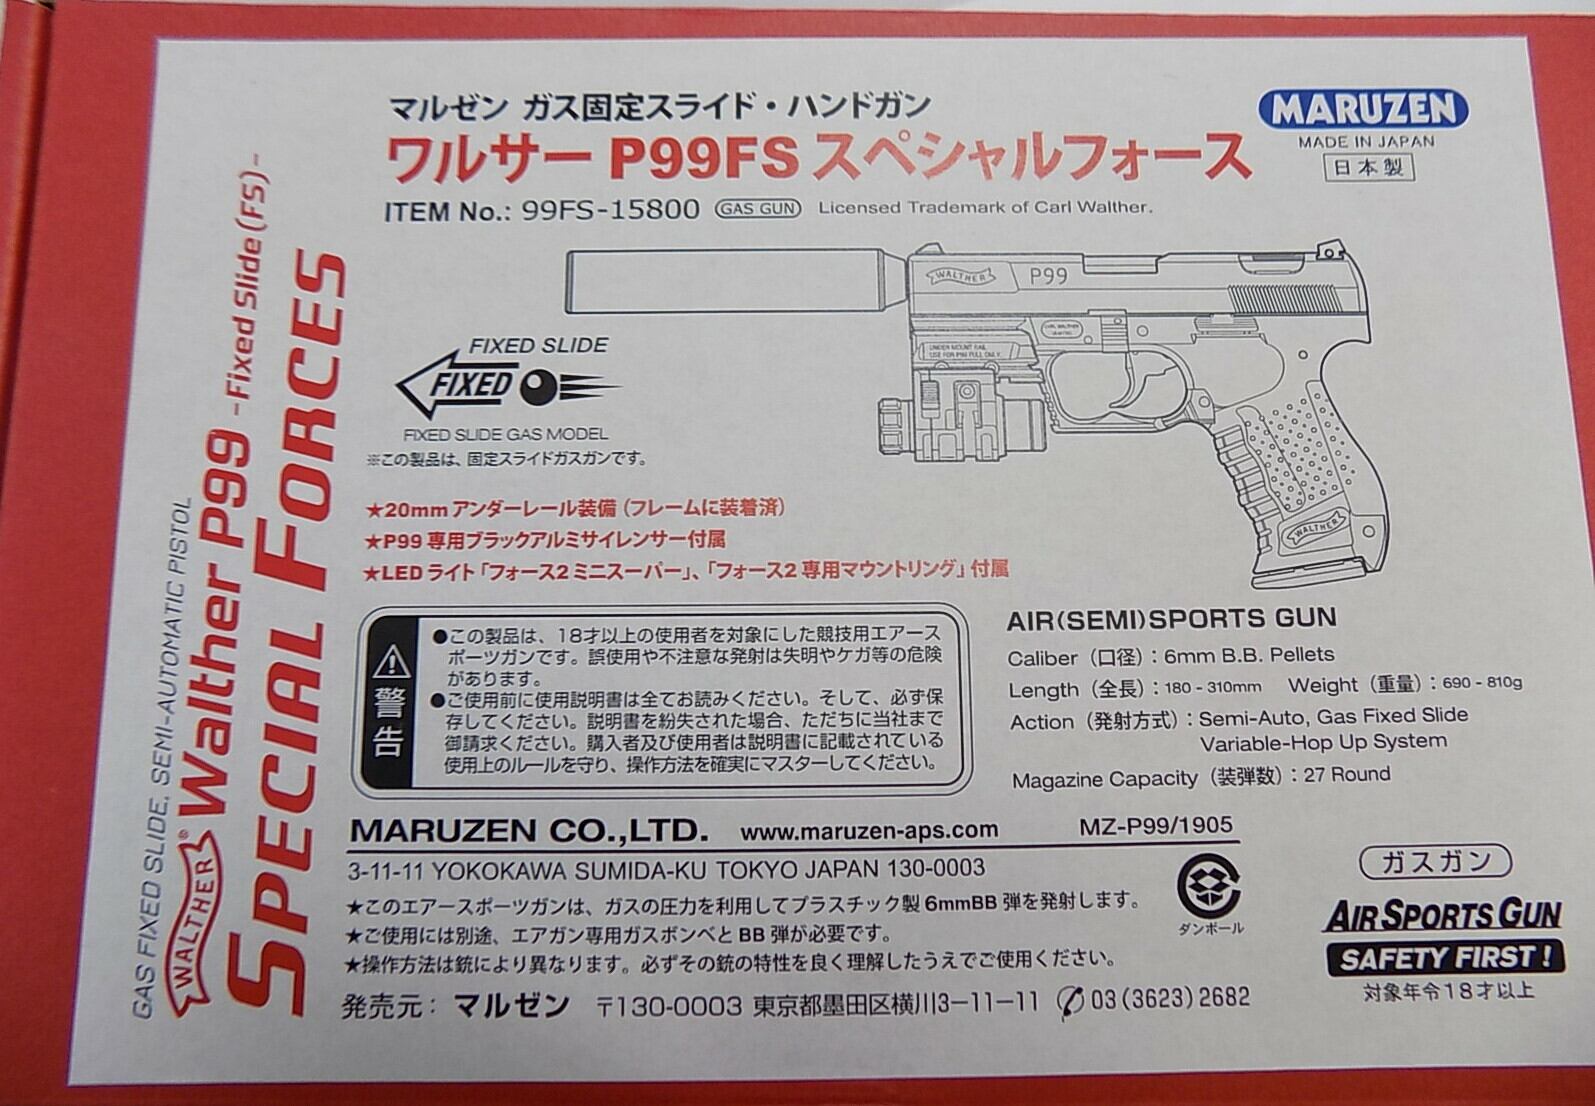 マルゼン ガス固定スライド・ハンドガン
ワルサー P99FS スペシャルフォース
ITEM No.: 99FS-15800 GAS GUN Licensed Trademark of Carl Walther.
MARUZEN
MADE IN JAPAN
日本製
GAS FIXED SLIDE, SEMI-AUTOMATIC PISTOL
WALTHER® Walther P99 -Fixed Slide(FS)-
SPECIAL FORCES
WALTHER P99
CARL WALTHER
UNDER MOUNT RAIL
USE FOR P99 FULL ONLY.
WALTHER
FIXED SLIDE
FIXED
FIXED SLIDE GAS MODEL
※この製品は、固定スライドガスガンです。
★20mm アンダーレール装備（フレームに装着済）
★P99 専用ブラックアルミサイレンサー付属
★LED ライト「フォース2 ミニスーパー」、「フォース2 専用マウントリング」付属
警告
●この製品は、18才以上の使用者を対象にした競技用エアース
ポーツガンです。誤使用や不注意な発射は失明やケガ等の危険
があります。
●ご使用前に使用説明書は全てお読みください。そして、必ず保
存してください。説明書を紛失された場合、ただちに当社まで
御請求ください。購入者及び使用者は説明書に記載されている
使用上のルールを守り、操作方法を確実にマスターしてください。
AIR(SEMI)SPORTS GUN
Caliber（口径）: 6mm B.B. Pellets
Length（全長）: 180 - 310mm Weight（重量）: 690 - 810g
Action（発射方式）: Semi-Auto, Gas Fixed Slide
Variable-Hop Up System
Magazine Capacity（装弾数）: 27 Round
MARUZEN CO.,LTD. www.maruzen-aps.com MZ-P99/1905
3-11-11 YOKOKAWA SUMIDA-KU TOKYO JAPAN 130-0003
★このエアースポーツガンは、ガスの圧力を利用してプラスチック製 6mmBB 弾を発射します。
★ご使用には別途、エアガン専用ガスボンベと BB 弾が必要です。
★操作方法は銃により異なります。必ずその銃の特性を良く理解したうえでご使用ください。
発売元: マルゼン 〒130-0003 東京都墨田区横川3-11-11 03(3623)2682
ダンボール
ガスガン
AIR SPORTS GUN
SAFETY FIRST!
対象年令18才以上